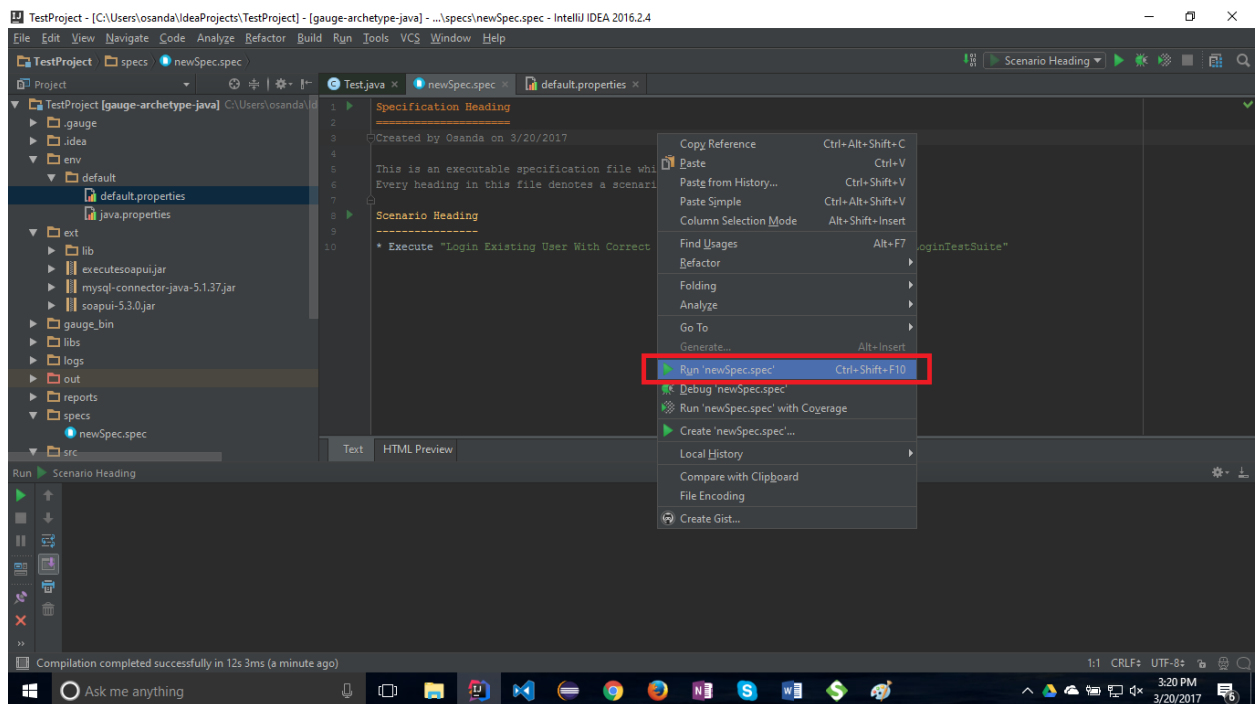 TestProject - [C:\Users\osanda\IdeaProjects\TestProject] - [gauge-archetype-java] - ...\specs\newSpec.spec - IntelliJ IDEA 2016.2.4
File Edit View Navigate Code Analyze Refactor Build Run Tools VCS Window Help
TestProject specs newSpec.spec
Scenario Heading
Project
Test.java newSpec.spec default.properties
TestProject [gauge-archetype-java] C:\Users\osanda\Id
.gauge
.idea
env
default
default.properties
java.properties
ext
lib
executesoapui.jar
mysql-connector-java-5.1.37.jar
soapui-5.3.0.jar
gauge_bin
libs
logs
out
reports
specs
newSpec.spec
src
1 Specification Heading
2 =====================
3 Created by Osanda on 3/20/2017
4
5 This is an executable specification file whi
6 Every heading in this file denotes a scenari
7
8 Scenario Heading
9 ----------------
10 * Execute "Login Existing User With Correct oginTestSuite"
Copy Reference Ctrl+Alt+Shift+C
Paste Ctrl+V
Paste from History... Ctrl+Shift+V
Paste Simple Ctrl+Alt+Shift+V
Column Selection Mode Alt+Shift+Insert
Find Usages Alt+F7
Refactor
Folding
Analyze
Go To
Generate... Alt+Insert
Run 'newSpec.spec' Ctrl+Shift+F10
Debug 'newSpec.spec'
Run 'newSpec.spec' with Coverage
Create 'newSpec.spec'...
Local History
Compare with Clipboard
File Encoding
Create Gist...
Text HTML Preview
Run Scenario Heading
Compilation completed successfully in 12s 3ms (a minute ago)
1:1 CRLF UTF-8
Ask me anything
3:20 PM
3/20/2017
6